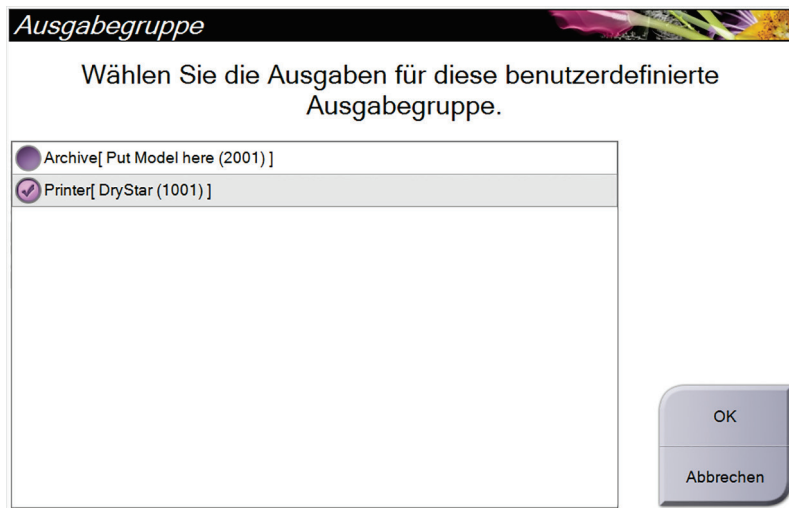 Ausgabegruppe
Wählen Sie die Ausgaben für diese benutzerdefinierte
Ausgabegruppe.
Archive[ Put Model here (2001) ]
Printer[ DryStar (1001) ]
OK
Abbrechen